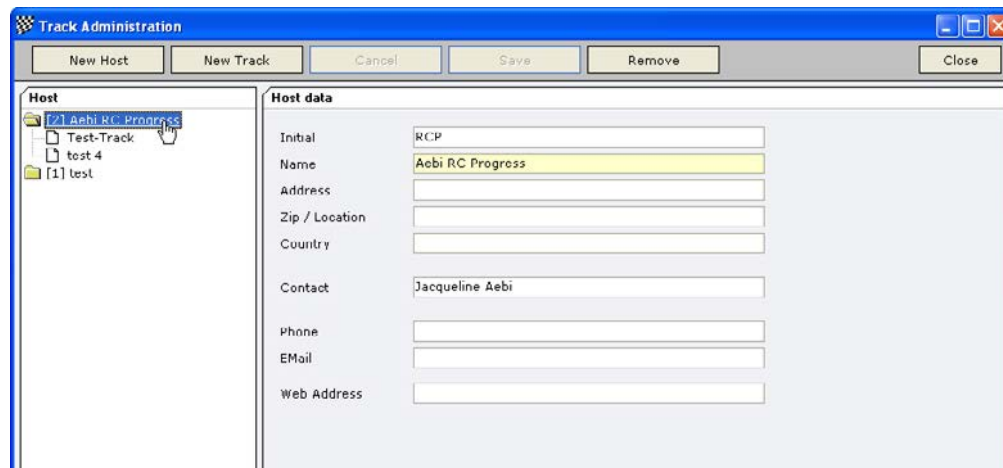 Track Administration
New Host New Track Cancel Save Remove Close
Host
[2] Aebi RC Progress
Test-Track
test 4
[1] test
Host data
Initial RCP
Name Aebi RC Progress
Address
Zip / Location
Country
Contact Jacqueline Aebi
Phone
EMail
Web Address